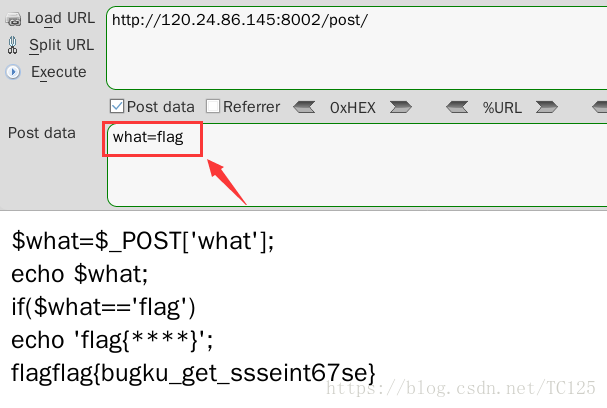 Load URL
http://120.24.86.145:8002/post/
Split URL
Execute
Post data Referrer 0xHEX %URL
Post data
what=flag
$what=$_POST['what'];
echo $what;
if($what=='flag')
echo 'flag{****}';
flagflag{bugku_get_ssseint67se}
https://blog.csdn.net/TC125